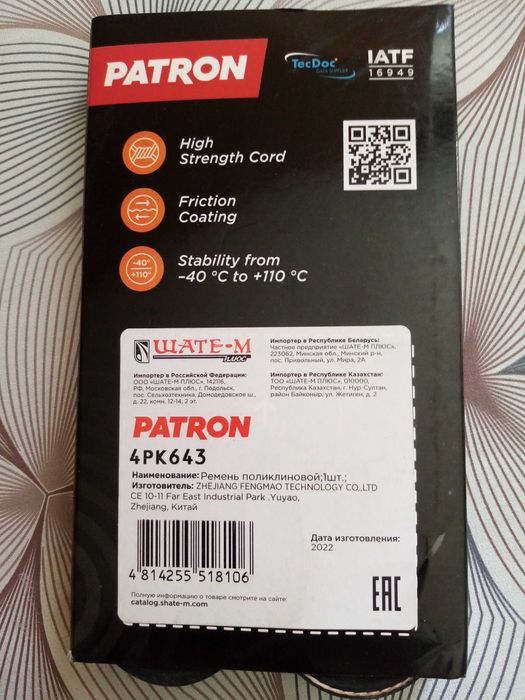 PATRON
TecDoc
DATA SUPPLIER
IATF
16949
High
Strength Cord
Friction
Coating
-40°
+110°
Stability from
–40 °C to +110 °C
ШАТЕ-М
ПЛЮС
Импортер в Российской Федерации:
ООО «ШАТЕ-М ПЛЮС», 142116,
РФ, Московская обл., г. Подольск,
пос. Сельхозтехника, Домодедовское ш.,
д. 22, комн. 12-14, 2 эт.
Импортер в Республике Беларусь:
Частное предприятие «ШАТЕ-М ПЛЮС»,
223062, Минская обл., Минский р-н,
пос. Привольный, ул. Мира, 2А
Импортер в Республике Казахстан:
ТОО «ШАТЕ-М ПЛЮС», 010000,
Республика Казахстан, г. Нур-Султан,
район Байконыр, ул. Жетиген, д. 2
PATRON
4PK643
Наименование: Ремень поликлиновой;1шт.;
Изготовитель: ZHEJIANG FENGMAO TECHNOLOGY CO.,LTD
CE 10-11 Far East Industrial Park .Yuyao,
Zhejiang, Китай
Дата изготовления:
2022
4 814255 518106
Полную информацию о товаре смотрите на сайте:
catalog.shate-m.com
EAC